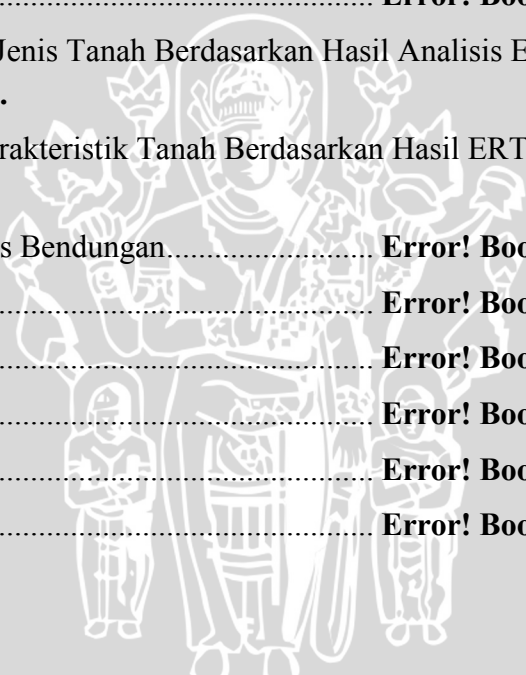 .................................................. Error! Boo
Jenis Tanah Berdasarkan Hasil Analisis E
.
rakteristik Tanah Berdasarkan Hasil ERT
s Bendungan........................... Error! Boo
.................................................. Error! Boo
.................................................. Error! Boo
.................................................. Error! Boo
.................................................. Error! Boo
.................................................. Error! Boo